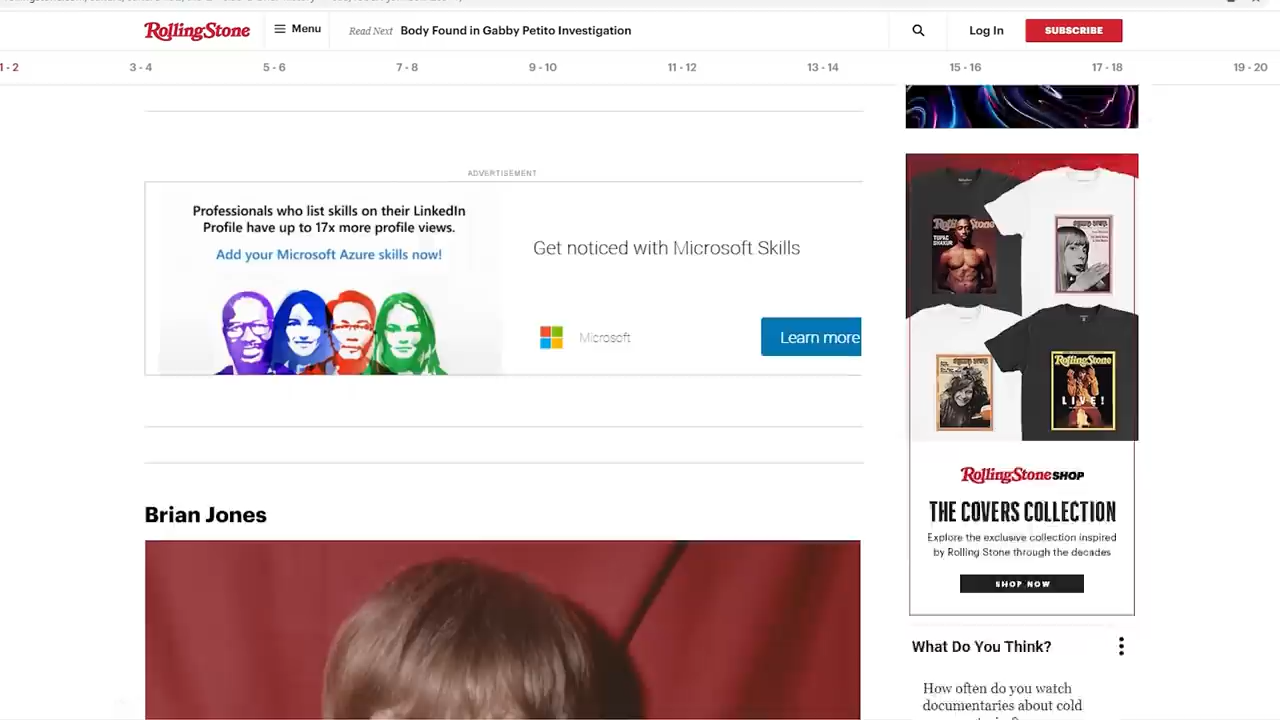 RollingStone
Menu
Read Next Body Found in Gabby Petito Investigation
Log In
SUBSCRIBE
1 - 2
3 - 4
5 - 6
7 - 8
9 - 10
11 - 12
13 - 14
15 - 16
17 - 18
19 - 20
ADVERTISEMENT
Professionals who list skills on their LinkedIn
Profile have up to 17x more profile views.
Add your Microsoft Azure skills now!
Get noticed with Microsoft Skills
Microsoft
Learn more
Brian Jones
RollingStone
TUPAC
SHAKUR
RollingStone
LIVE!
RollingStone SHOP
THE COVERS COLLECTION
Explore the exclusive collection inspired
by Rolling Stone through the decades
SHOP NOW
What Do You Think?
How often do you watch
documentaries about cold